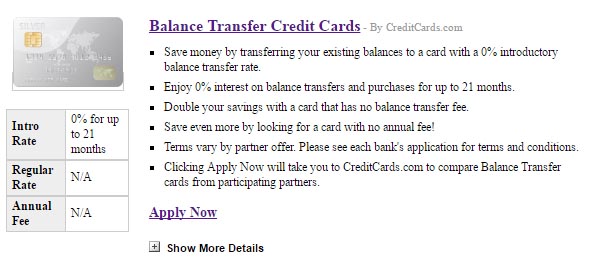 SILVER
Balance Transfer Credit Cards - By CreditCards.com
Save money by transferring your existing balances to a card with a 0% introductory
balance transfer rate.
Enjoy 0% interest on balance transfers and purchases for up to 21 months.
Double your savings with a card that has no balance transfer fee.
Save even more by looking for a card with no annual fee!
Terms vary by partner offer. Please see each bank's application for terms and conditions.
Clicking Apply Now will take you to CreditCards.com to compare Balance Transfer
cards from participating partners.
Apply Now
Show More Details
Intro
Rate
0% for up
to 21
months
Regular
Rate
N/A
Annual
Fee
N/A